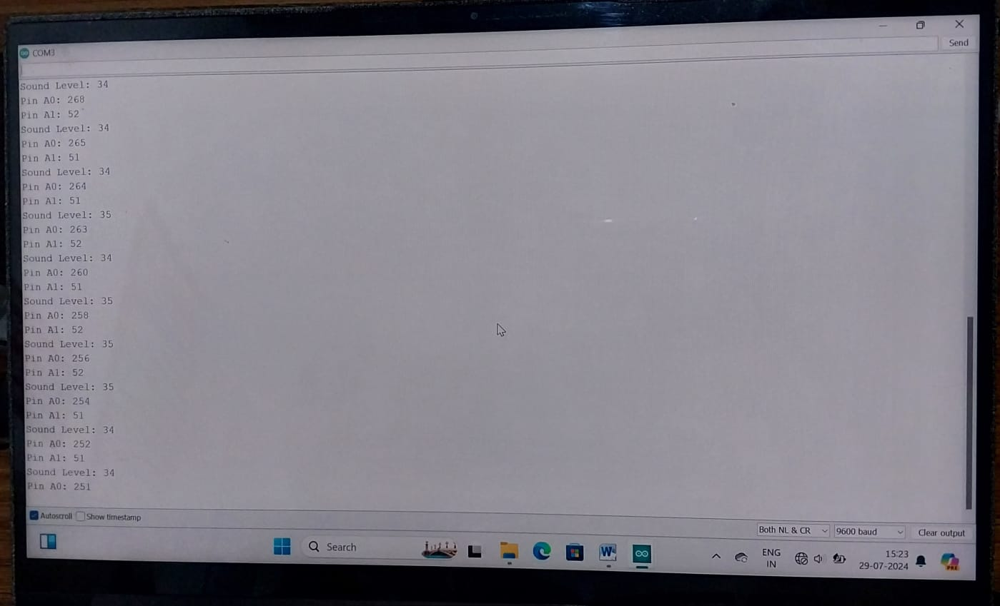 COM3
Send
Sound Level: 34
Pin A0: 268
Pin A1: 52
Sound Level: 34
Pin A0: 265
Pin A1: 51
Sound Level: 34
Pin A0: 264
Pin A1: 51
Sound Level: 35
Pin A0: 263
Pin A1: 52
Sound Level: 34
Pin A0: 260
Pin A1: 51
Sound Level: 35
Pin A0: 258
Pin A1: 52
Sound Level: 35
Pin A0: 256
Pin A1: 52
Sound Level: 35
Pin A0: 254
Pin A1: 51
Sound Level: 34
Pin A0: 252
Pin A1: 51
Sound Level: 34
Pin A0: 251
Autoscroll Show timestamp
Both NL & CR 9600 baud Clear output
Search
W
ENG
IN
15:23
29-07-2024
PRE